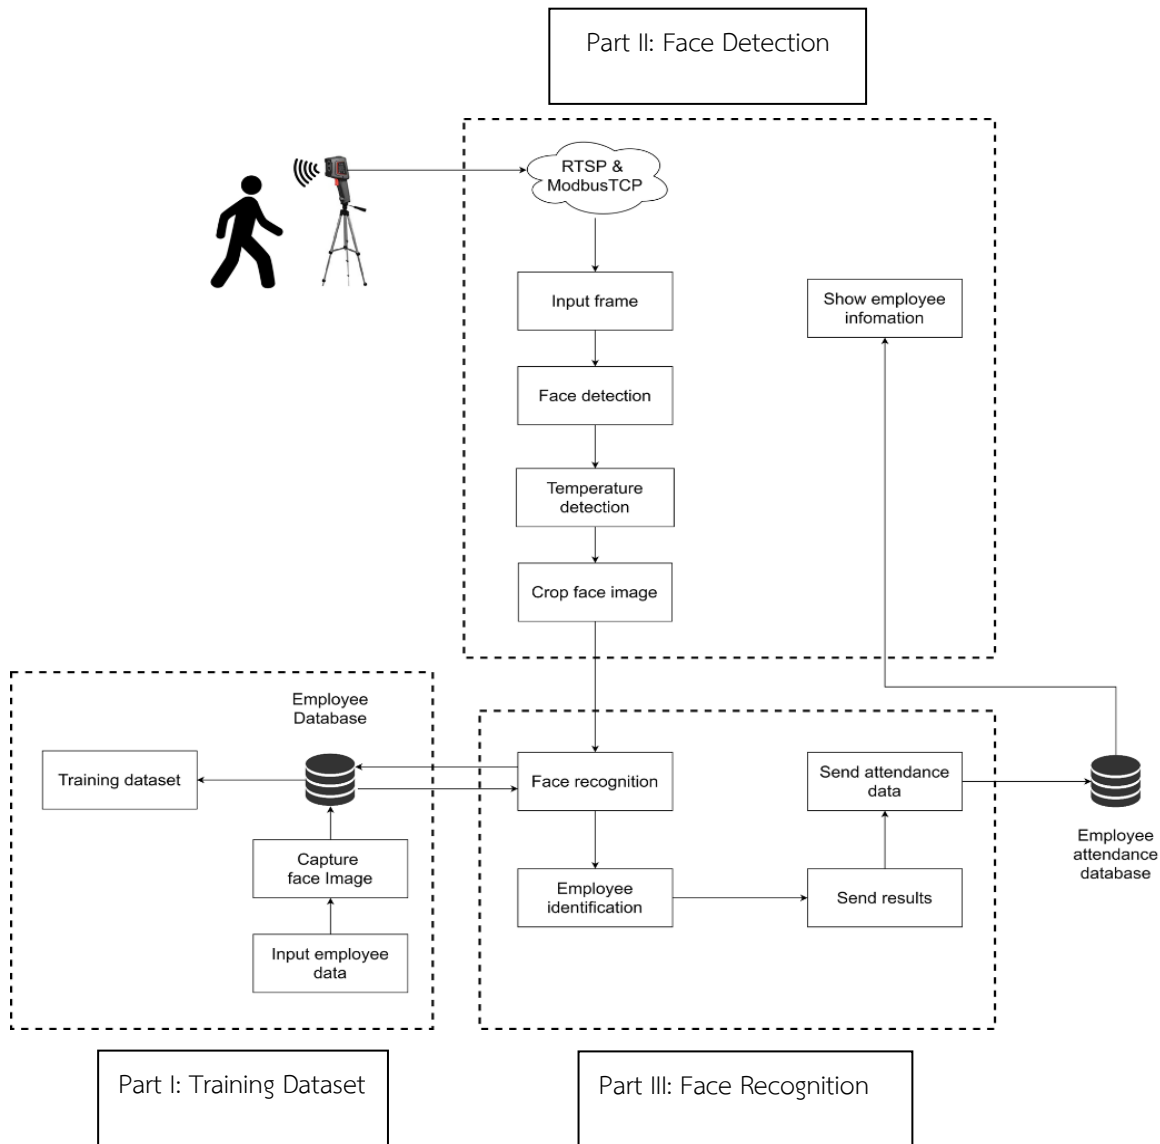 Part II: Face Detection
RTSP &
ModbusTCP
Input frame
Show employee
infomation
Face detection
Temperature
detection
Crop face image
Employee
Database
Training dataset
Face recognition
Send attendance
data
Capture
face Image
Employee
attendance
database
Employee
identification
Send results
Input employee
data
Part I: Training Dataset
Part III: Face Recognition